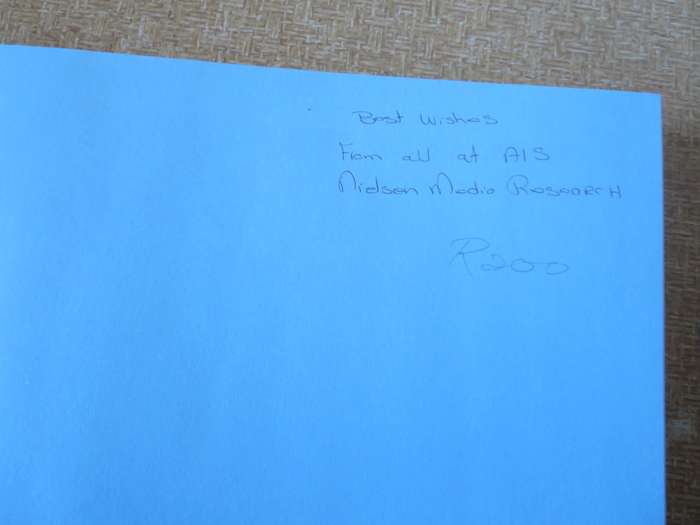 Best Wishes
From all at AIS
Nielsen Media Research
R200